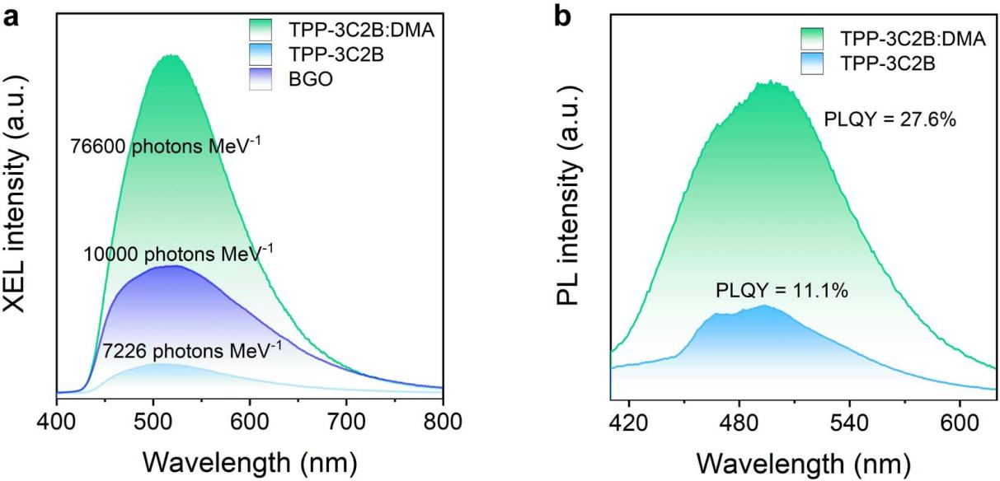 a
TPP-3C2B:DMA
TPP-3C2B
BGO
76600 photons MeV⁻¹
10000 photons MeV⁻¹
7226 photons MeV⁻¹
XEL intensity (a.u.)
400 500 600 700 800
Wavelength (nm)
b
TPP-3C2B:DMA
TPP-3C2B
PLQY = 27.6%
PLQY = 11.1%
PL intensity (a.u.)
420 480 540 600
Wavelength (nm)